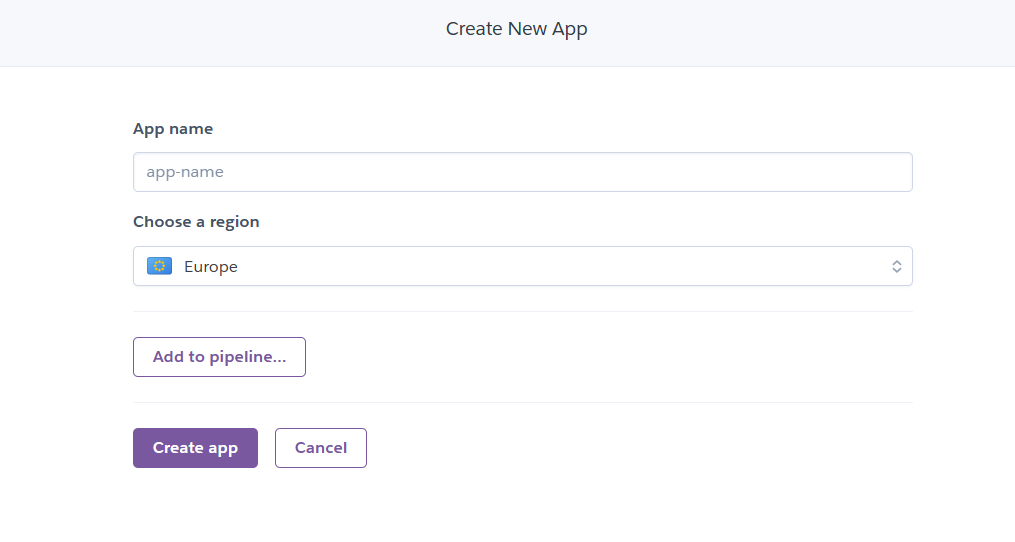 Create New App
App name
app-name
Choose a region
Europe
Add to pipeline...
Create app Cancel